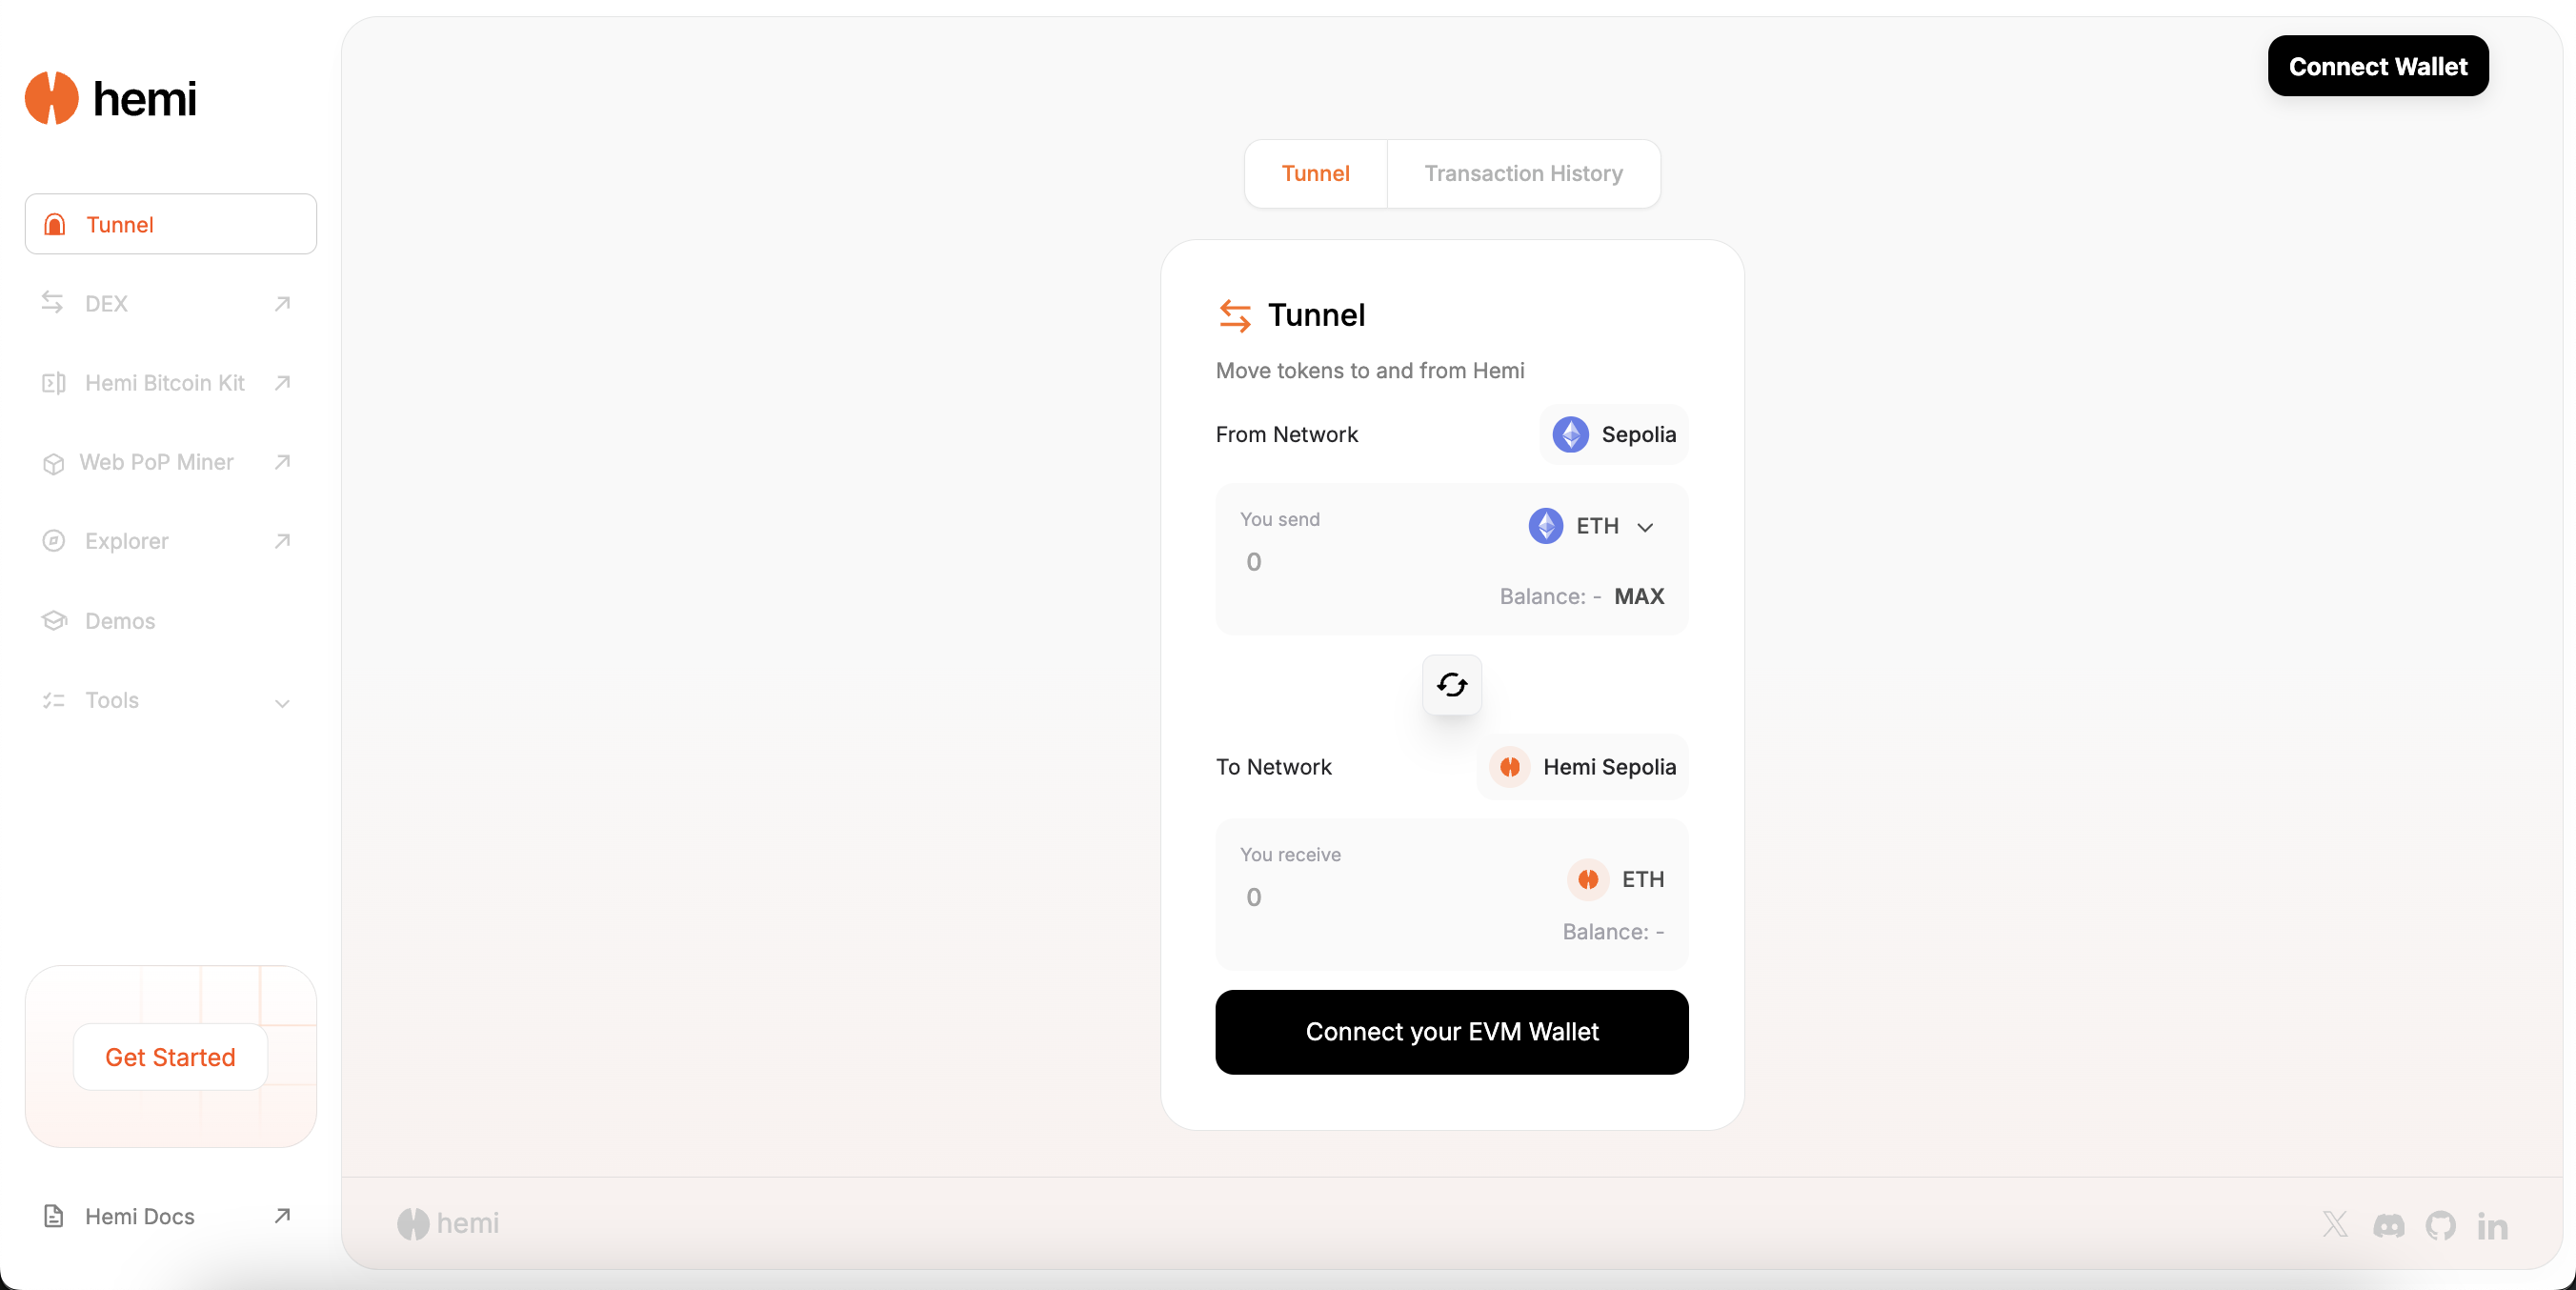 hemi
Tunnel
DEX
Hemi Bitcoin Kit
Web PoP Miner
Explorer
Demos
Tools
Get Started
Hemi Docs
Connect Wallet
Tunnel
Transaction History
Tunnel
Move tokens to and from Hemi
From Network
Sepolia
You send
ETH
0
Balance: - MAX
To Network
Hemi Sepolia
You receive
ETH
0
Balance: -
Connect your EVM Wallet
hemi